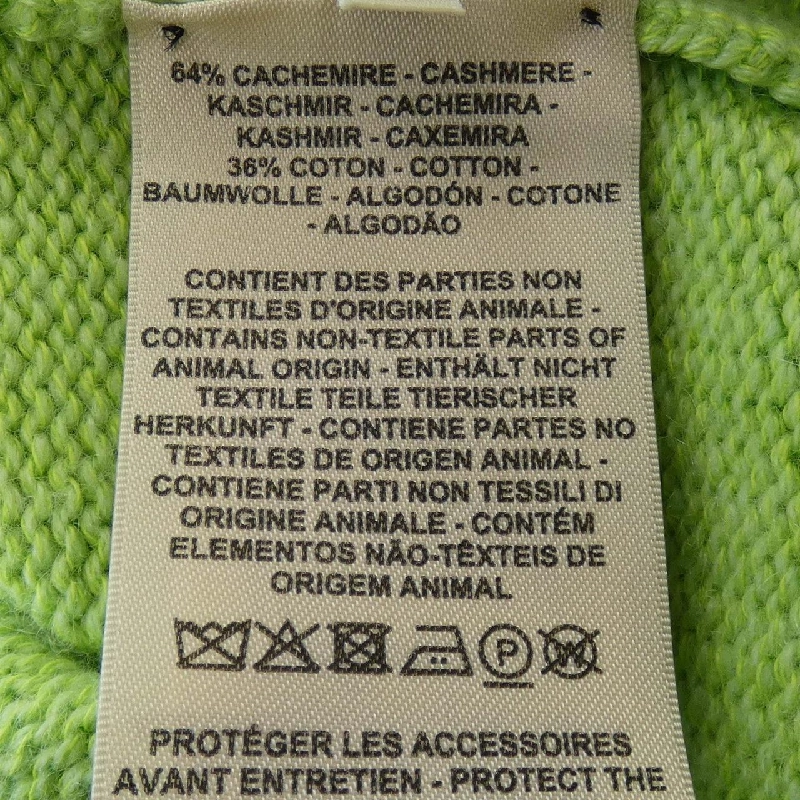 64% CACHEMIRE - CASHMERE -
KASCHMIR - CACHEMIRA -
KASHMIR - CAXEMIRA
36% COTON - COTTON -
BAUMWOLLE - ALGODÓN - COTONE
- ALGODÃO
CONTIENT DES PARTIES NON
TEXTILES D'ORIGINE ANIMALE -
CONTAINS NON-TEXTILE PARTS OF
ANIMAL ORIGIN - ENTHÄLT NICHT
TEXTILE TEILE TIERISCHER
HERKUNFT - CONTIENE PARTES NO
TEXTILES DE ORIGEN ANIMAL -
CONTIENE PARTI NON TESSILI DI
ORIGINE ANIMALE - CONTÉM
ELEMENTOS NÃO-TÊXTEIS DE
ORIGEM ANIMAL
P W
PROTÉGER LES ACCESSOIRES
AVANT ENTRETIEN - PROTECT THE